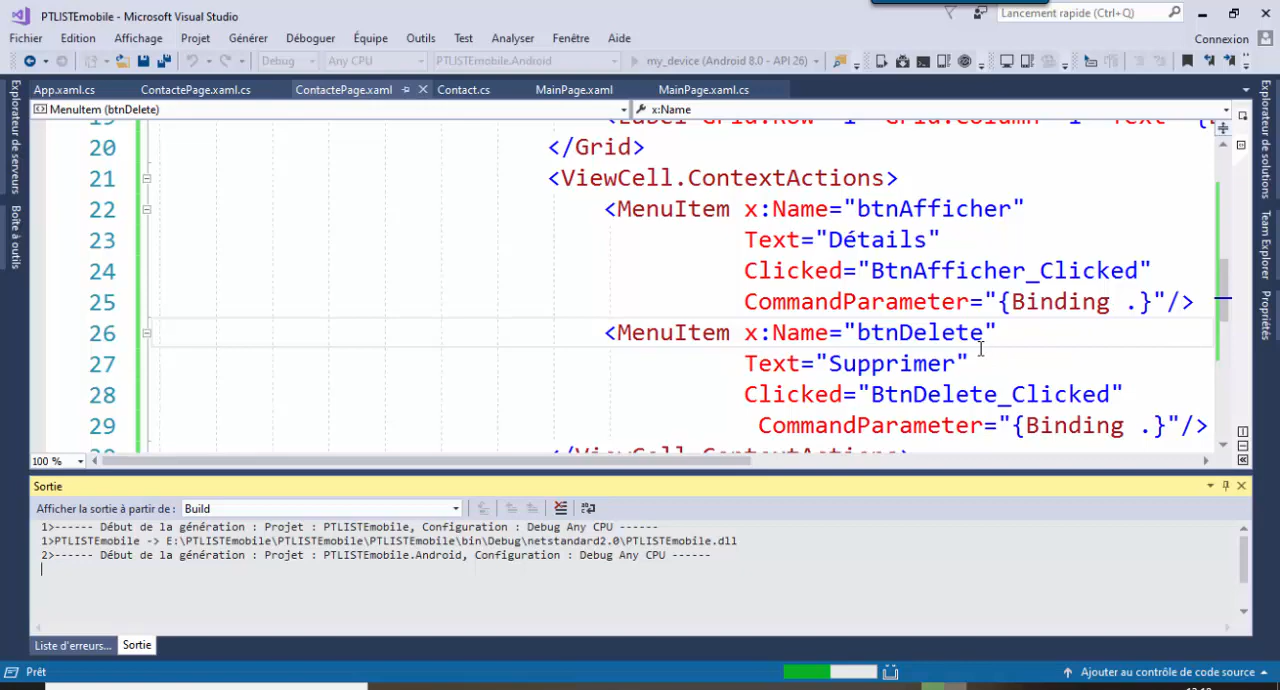 PTLISTEmobile - Microsoft Visual Studio
Lancement rapide (Ctrl+Q)
Fichier Edition Affichage Projet Générer Déboguer Équipe Outils Test Analyser Fenêtre Aide
Connexion
Debug Any CPU PTLISTEmobile.Android my_device (Android 8.0 - API 26)
App.xaml.cs ContactePage.xaml.cs ContactePage.xaml Contact.cs MainPage.xaml MainPage.xaml.cs
MenuItem (btnDelete) x:Name
Explorateur de serveurs
Boîte à outils
20 </Grid>
21 <ViewCell.ContextActions>
22 <MenuItem x:Name="btnAfficher"
23 Text="Détails"
24 Clicked="BtnAfficher_Clicked"
25 CommandParameter="{Binding .}"/>
26 <MenuItem x:Name="btnDelete"
27 Text="Supprimer"
28 Clicked="BtnDelete_Clicked"
29 CommandParameter="{Binding .}"/>
</ViewCell.ContextActions>
100 %
Explorateur de solutions
Team Explorer
Propriétés
Sortie
Afficher la sortie à partir de : Build
1>------ Début de la génération : Projet : PTLISTEmobile, Configuration : Debug Any CPU ------
1>PTLISTEmobile -> E:\PTLISTEmobile\PTLISTEmobile\PTLISTEmobile\bin\Debug\netstandard2.0\PTLISTEmobile.dll
2>------ Début de la génération : Projet : PTLISTEmobile.Android, Configuration : Debug Any CPU ------
Liste d'erreurs... Sortie
Prêt
Ajouter au contrôle de code source